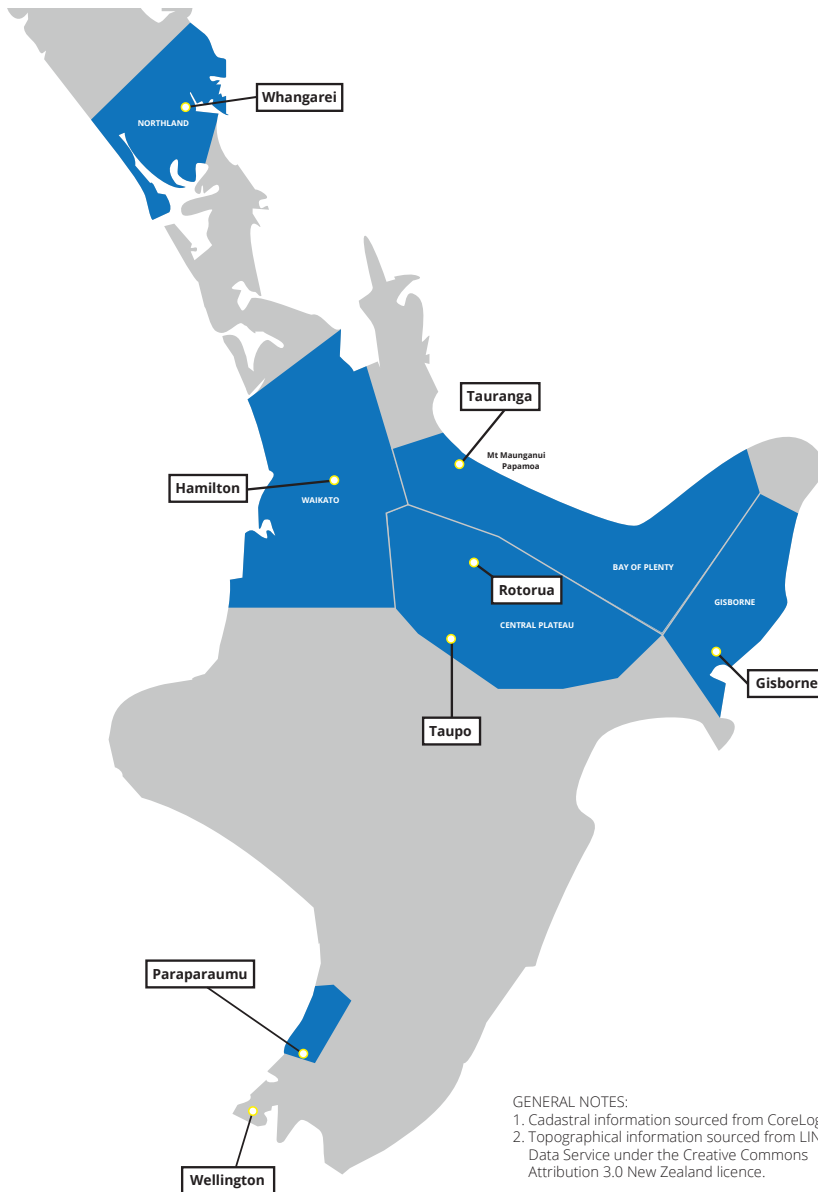 Whangarei
NORTHLAND
Tauranga
Mt Maunganui
Papamoa
Hamilton
WAIKATO
BAY OF PLENTY
Rotorua
GISBORNE
CENTRAL PLATEAU
Gisborne
Taupo
Paraparaumu
GENERAL NOTES:
1. Cadastral information sourced from CoreLog
2. Topographical information sourced from LIN
Data Service under the Creative Commons
Attribution 3.0 New Zealand licence.
Wellington